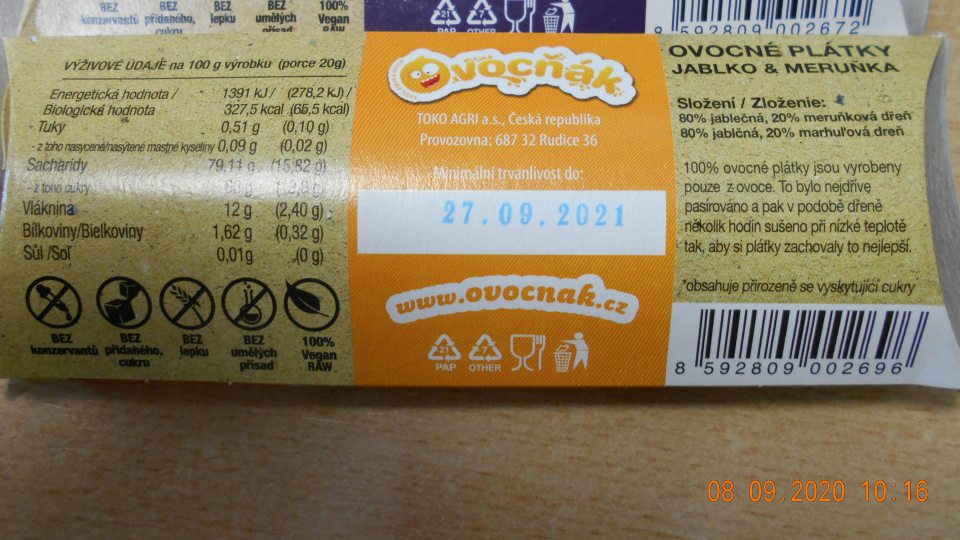 BEZ konzervantů
BEZ přidaného, cukru
BEZ lepku
BEZ umělých přísad
100% Vegan RAW
21 PAP
7 OTHER
8 592809 002672
VÝŽIVOVÉ ÚDAJE na 100 g výrobku (porce 20g)
Energetická hodnota / 1391 kJ / (278,2 kJ) /
Biologická hodnota 327,5 kcal (65,5 kcal)
Tuky 0,51 g (0,10 g)
- z toho nasycené/nasýtené mastné kyseliny 0,09 g (0,02 g)
Sacharidy 79,11 g (15,82 g)
- z toho cukry
Vláknina 12 g (2,40 g)
Bílkoviny/Bielkoviny 1,62 g (0,32 g)
Sůl /Soľ 0,01g (0 g)
BEZ konzervantů
BEZ přidaného, cukru
BEZ lepku
BEZ umělých přísad
100% Vegan RAW
Ovocňák
TOKO AGRI a.s., Česká republika
Provozovna: 687 32 Rudice 36
Minimální trvanlivost do:
27.09.2021
www.ovocnak.cz
21 PAP
7 OTHER
OVOCNÉ PLÁTKY
JABLKO & MERUŇKA
Složení / Zloženie:
80% jablečná, 20% meruňková dřeň
80% jablčná, 20% marhuľová dreň
100% ovocné plátky jsou vyrobeny
pouze z ovoce. To bylo nejdříve
pasírováno a pak v podobě dřeně
několik hodin sušeno při nízké teplotě
tak, aby si plátky zachovaly to nejlepší.
*obsahuje přirozeně se vyskytující cukry
8 592809 002696
08.09.2020 10:16